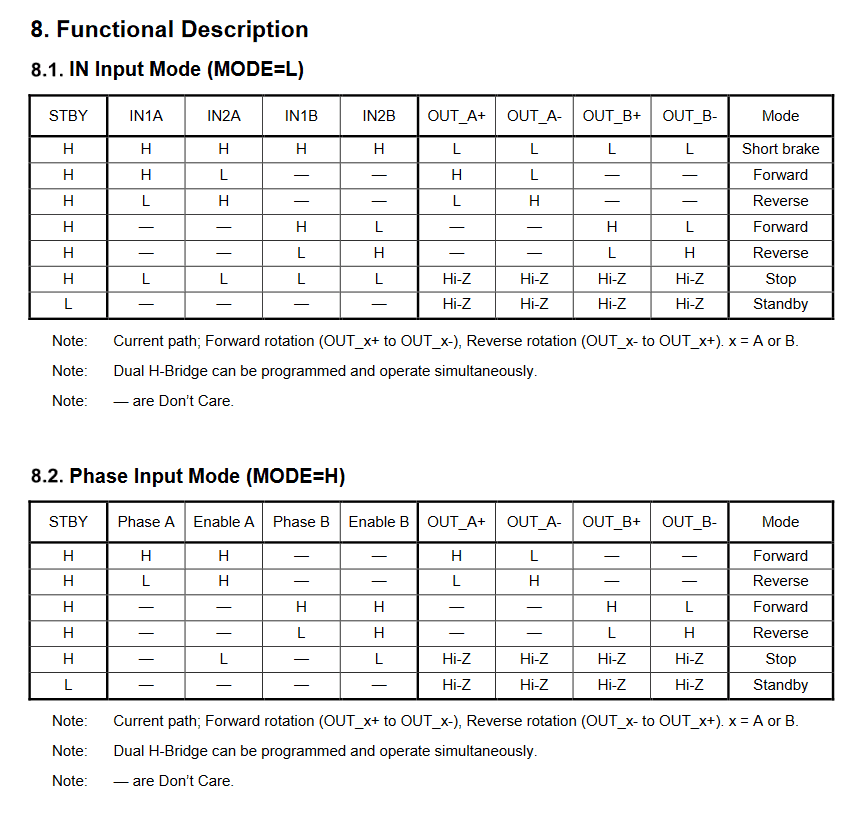 8. Functional Description
8.1. IN Input Mode (MODE=L)
STBY IN1A IN2A IN1B IN2B OUT_A+ OUT_A- OUT_B+ OUT_B- Mode
H H H H H L L L L Short brake
H H L — — H L — — Forward
H L H — — L H — — Reverse
H — — H L — — H L Forward
H — — L H — — L H Reverse
H L L L L Hi-Z Hi-Z Hi-Z Hi-Z Stop
L — — — — Hi-Z Hi-Z Hi-Z Hi-Z Standby
Note: Current path; Forward rotation (OUT_x+ to OUT_x-), Reverse rotation (OUT_x- to OUT_x+). x = A or B.
Note: Dual H-Bridge can be programmed and operate simultaneously.
Note: — are Don’t Care.
8.2. Phase Input Mode (MODE=H)
STBY Phase A Enable A Phase B Enable B OUT_A+ OUT_A- OUT_B+ OUT_B- Mode
H H H — — H L — — Forward
H L H — — L H — — Reverse
H — — H H — — H L Forward
H — — L H — — L H Reverse
H — L — L Hi-Z Hi-Z Hi-Z Hi-Z Stop
L — — — — Hi-Z Hi-Z Hi-Z Hi-Z Standby
Note: Current path; Forward rotation (OUT_x+ to OUT_x-), Reverse rotation (OUT_x- to OUT_x+). x = A or B.
Note: Dual H-Bridge can be programmed and operate simultaneously.
Note: — are Don’t Care.